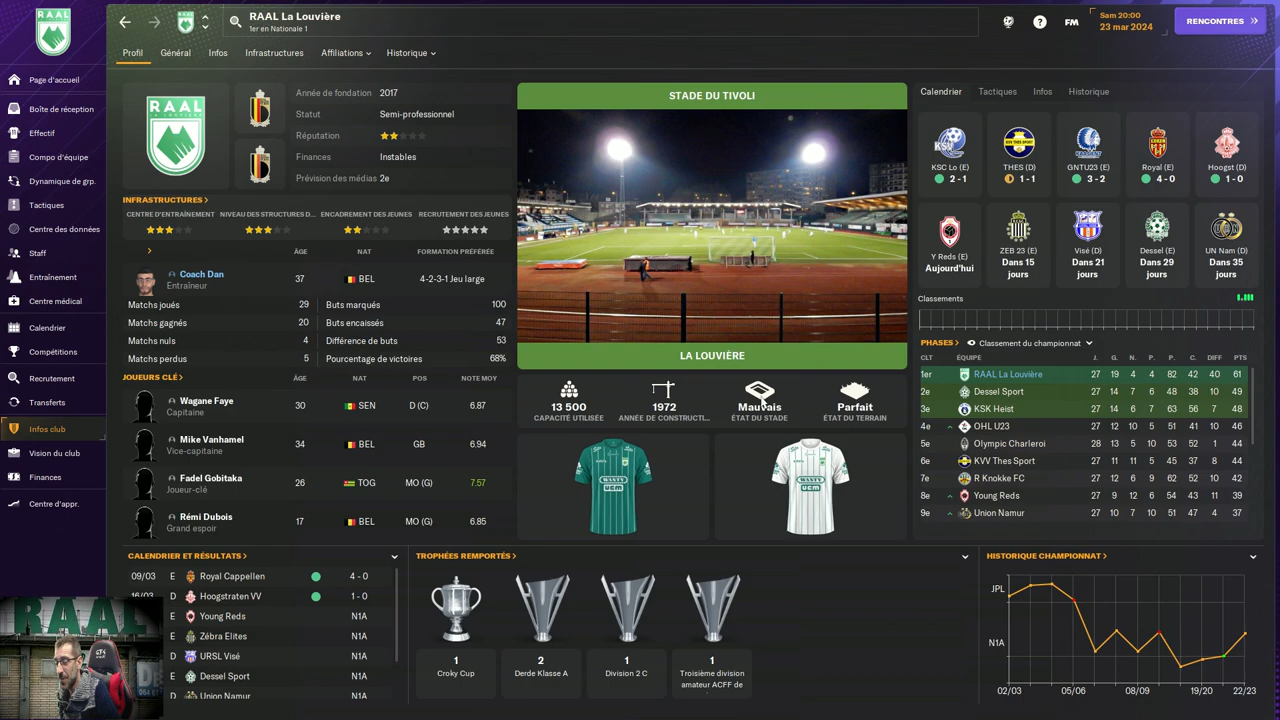 RAAL La Louvière
1er en Nationale 1
FM
Sam 20:00
23 mar 2024
RENCONTRES
Profil
Général
Infos
Infrastructures
Affiliations
Historique
Page d'accueil
Boîte de réception
Effectif
Compo d'équipe
Dynamique de grp.
Tactiques
Centre des données
Staff
Entraînement
Centre médical
Calendrier
Compétitions
Recrutement
Transferts
Infos club
Vision du club
Finances
Centre d'appr.
RAAL
LA LOUVIÈRE
Année de fondation 2017
Statut Semi-professionnel
Réputation
Finances Instables
Prévision des médias 2e
INFRASTRUCTURES
CENTRE D'ENTRAÎNEMENT NIVEAU DES STRUCTURES D... ENCADREMENT DES JEUNES RECRUTEMENT DES JEUNES
ÂGE NAT FORMATION PRÉFÉRÉE
Coach Dan 37 BEL 4-2-3-1 Jeu large
Entraîneur
Matchs joués 29 Buts marqués 100
Matchs gagnés 20 Buts encaissés 47
Matchs nuls 4 Différence de buts 53
Matchs perdus 5 Pourcentage de victoires 68%
JOUEURS CLÉ ÂGE NAT POS NOTE MOY
Wagane Faye 30 SEN D (C) 6.87
Capitaine
Mike Vanhamel 34 BEL GB 6.94
Vice-capitaine
Fadel Gobitaka 26 TOG MO (G) 7.57
Joueur-clé
Rémi Dubois 17 BEL MO (G) 6.85
Grand espoir
STADE DU TIVOLI
LA LOUVIÈRE
13 500 1972 Mauvais Parfait
CAPACITÉ UTILISÉE ANNÉE DE CONSTRUCTI... ÉTAT DU STADE ÉTAT DU TERRAIN
WASTY
ucm
WASTY
ucm
Calendrier Tactiques Infos Historique
KSC Lo (E) THES (D) GNTU23 (E) Royal (E) Hoogst (D)
2-1 1-1 3-2 4-0 1-0
Y Reds (E) ZEB 23 (E) Visé (D) Dessel (E) UN Nam (D)
Aujourd'hui Dans 15 jours Dans 21 jours Dans 29 jours Dans 35 jours
Classements
PHASES Classement du championnat
CLT ÉQUIPE J. G. N. P. P. C. DIFF PTS
1er RAAL La Louvière 27 19 4 4 82 42 40 61
2e Dessel Sport 27 14 7 6 48 38 10 49
3e KSK Heist 27 14 6 7 63 56 7 48
4e OHL U23 27 12 10 5 51 41 10 46
5e Olympic Charleroi 28 13 5 10 53 52 1 44
6e KVV Thes Sport 27 11 11 5 45 37 8 44
7e R Knokke FC 27 12 6 9 62 52 10 42
8e Young Reds 27 9 12 6 54 43 11 39
9e Union Namur 27 10 7 10 51 47 4 37
CALENDRIER ET RÉSULTATS
09/03 E Royal Cappellen 4 - 0
16/03 D Hoogstraten VV 1 - 0
E Young Reds N1A
E Zébra Elites N1A
D URSL Visé N1A
E Dessel Sport N1A
D Union Namur N1A
TROPHÉES REMPORTÉS
1 2 1 1
Croky Cup Derde Klasse A Division 2 C Troisième division
amateur ACFF de
HISTORIQUE CHAMPIONNAT
JPL
N1A
02/03 05/06 08/09 19/20 22/23
RAAL